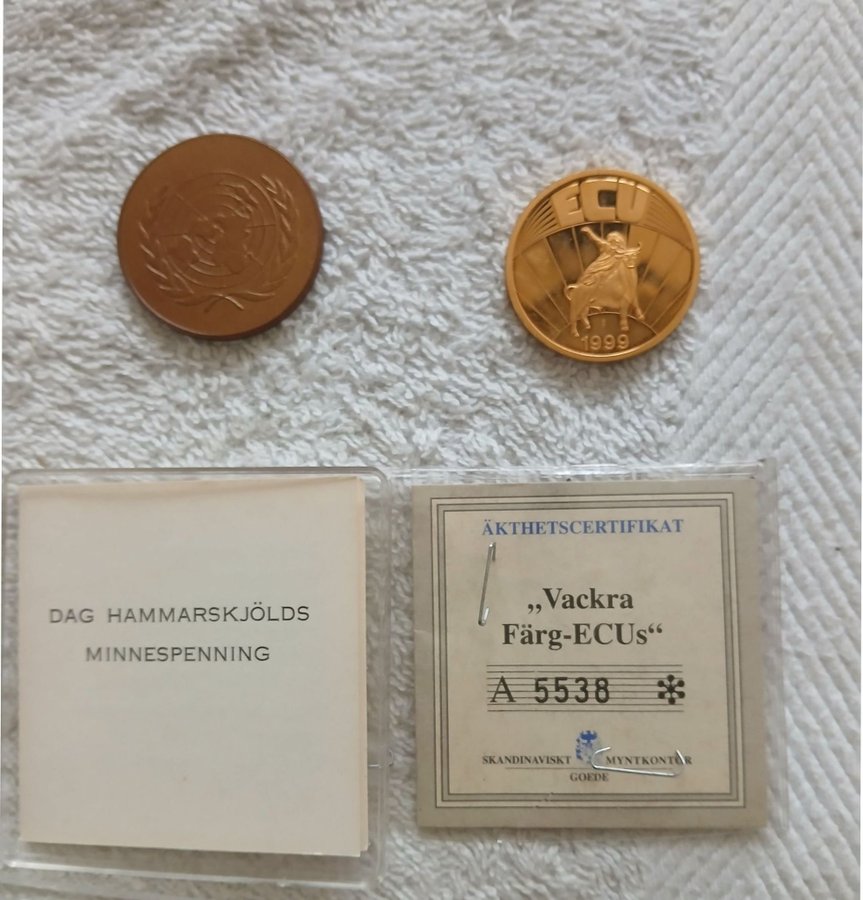 ECU
1999
DAG HAMMARSKJÖLDS
MINNESPENNING
ÄKTHETSCERTIFIKAT
„Vackra
Färg-ECUs“
A 5538 ✻
SKANDINAVISKT MYNTKONTOR
GOEDE